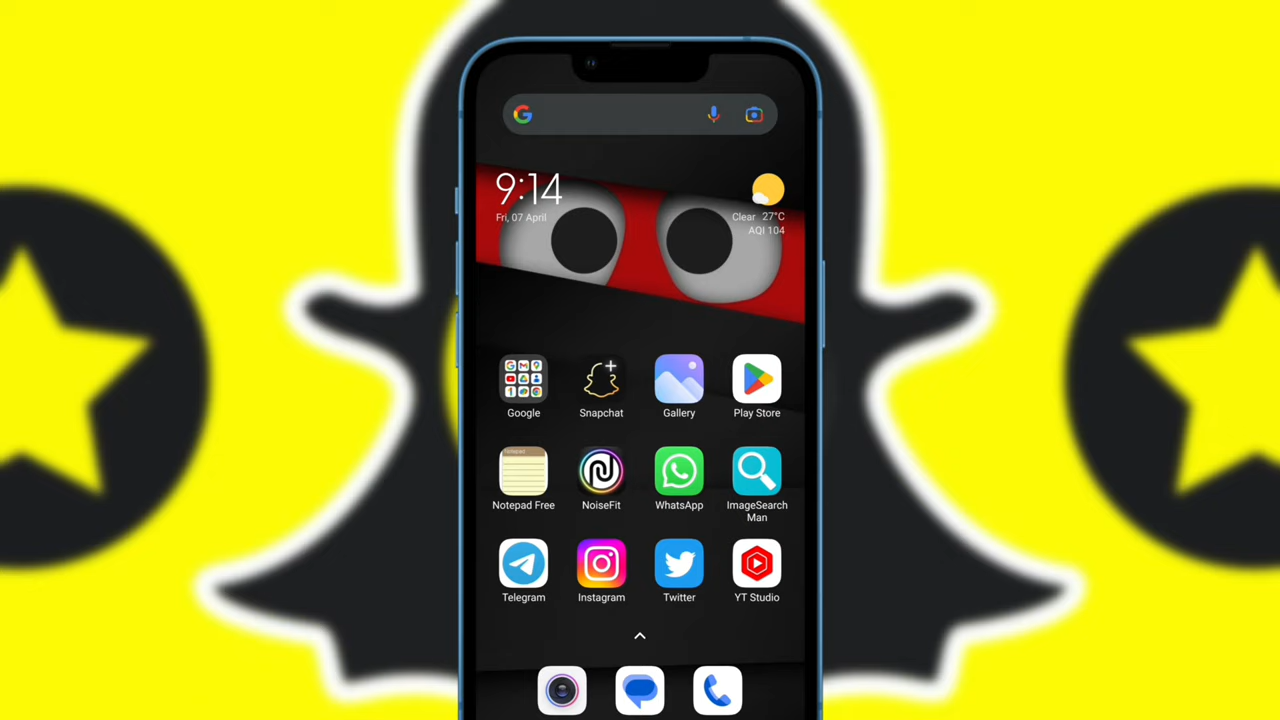 9:14
Fri, 07 April
Clear 27°C
AQI 104
Google
Snapchat
Gallery
Play Store
Notepad
Notepad Free
NoiseFit
WhatsApp
ImageSearch
Man
Telegram
Instagram
Twitter
YT Studio